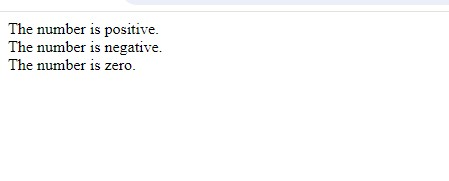 The number is positive.
The number is negative.
The number is zero.